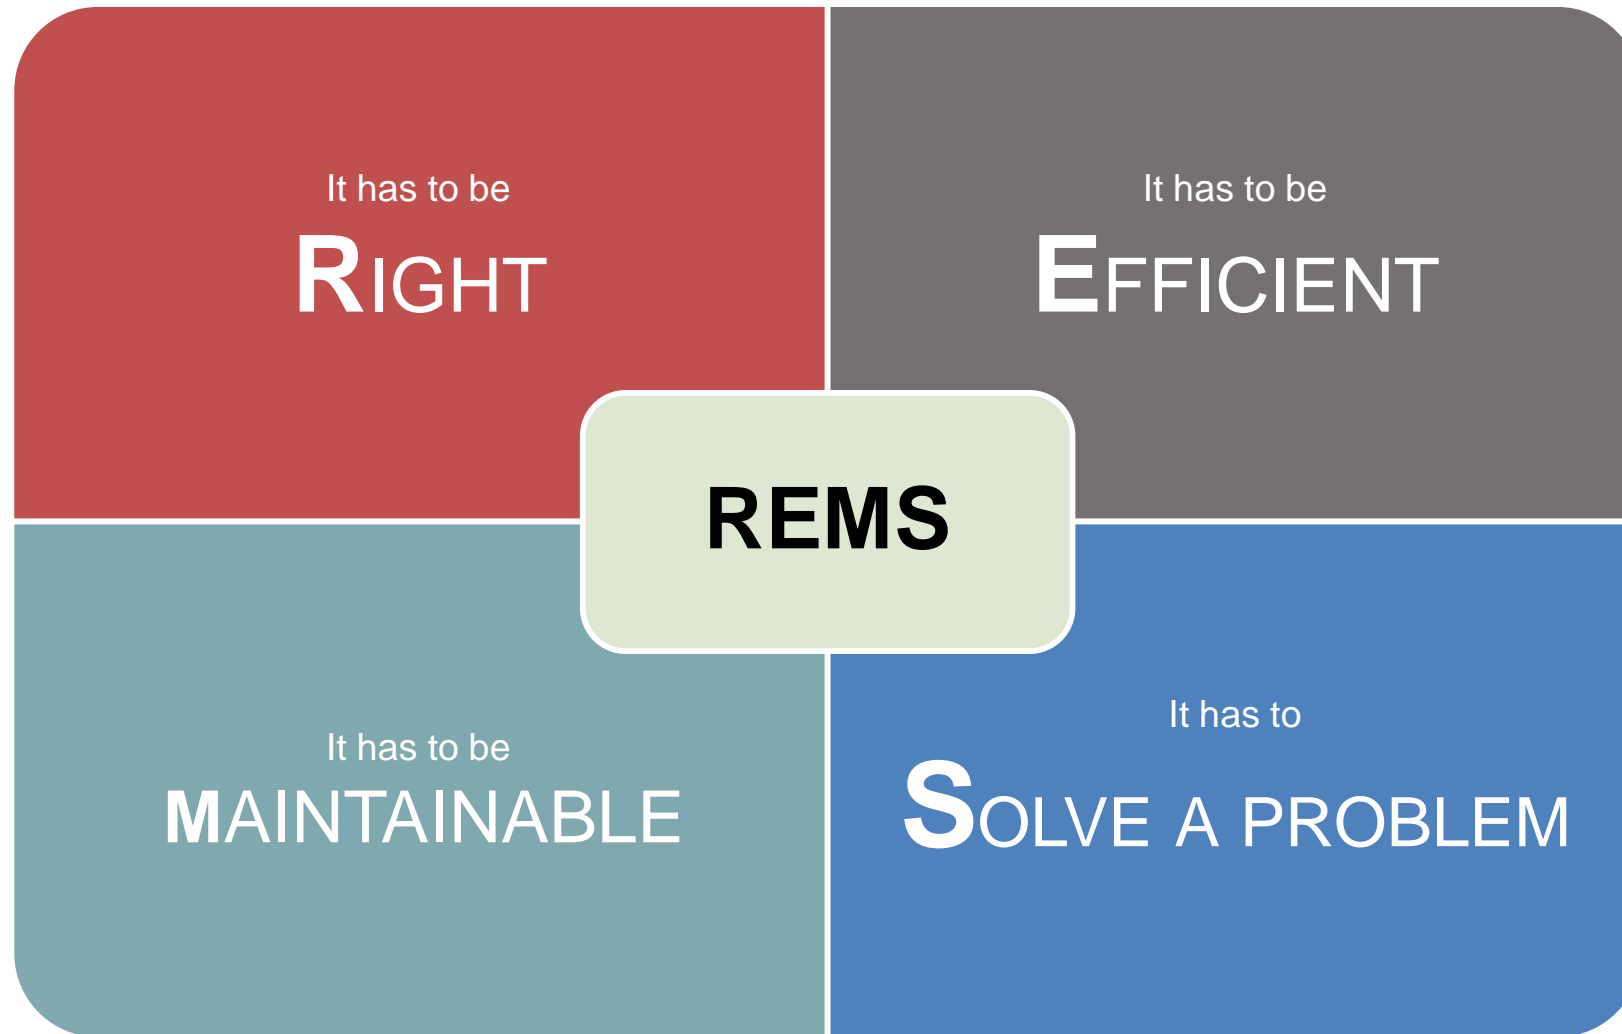 It has to be
RIGHT
It has to be
EFFICIENT
REMS
It has to be
MAINTAINABLE
It has to
SOLVE A PROBLEM